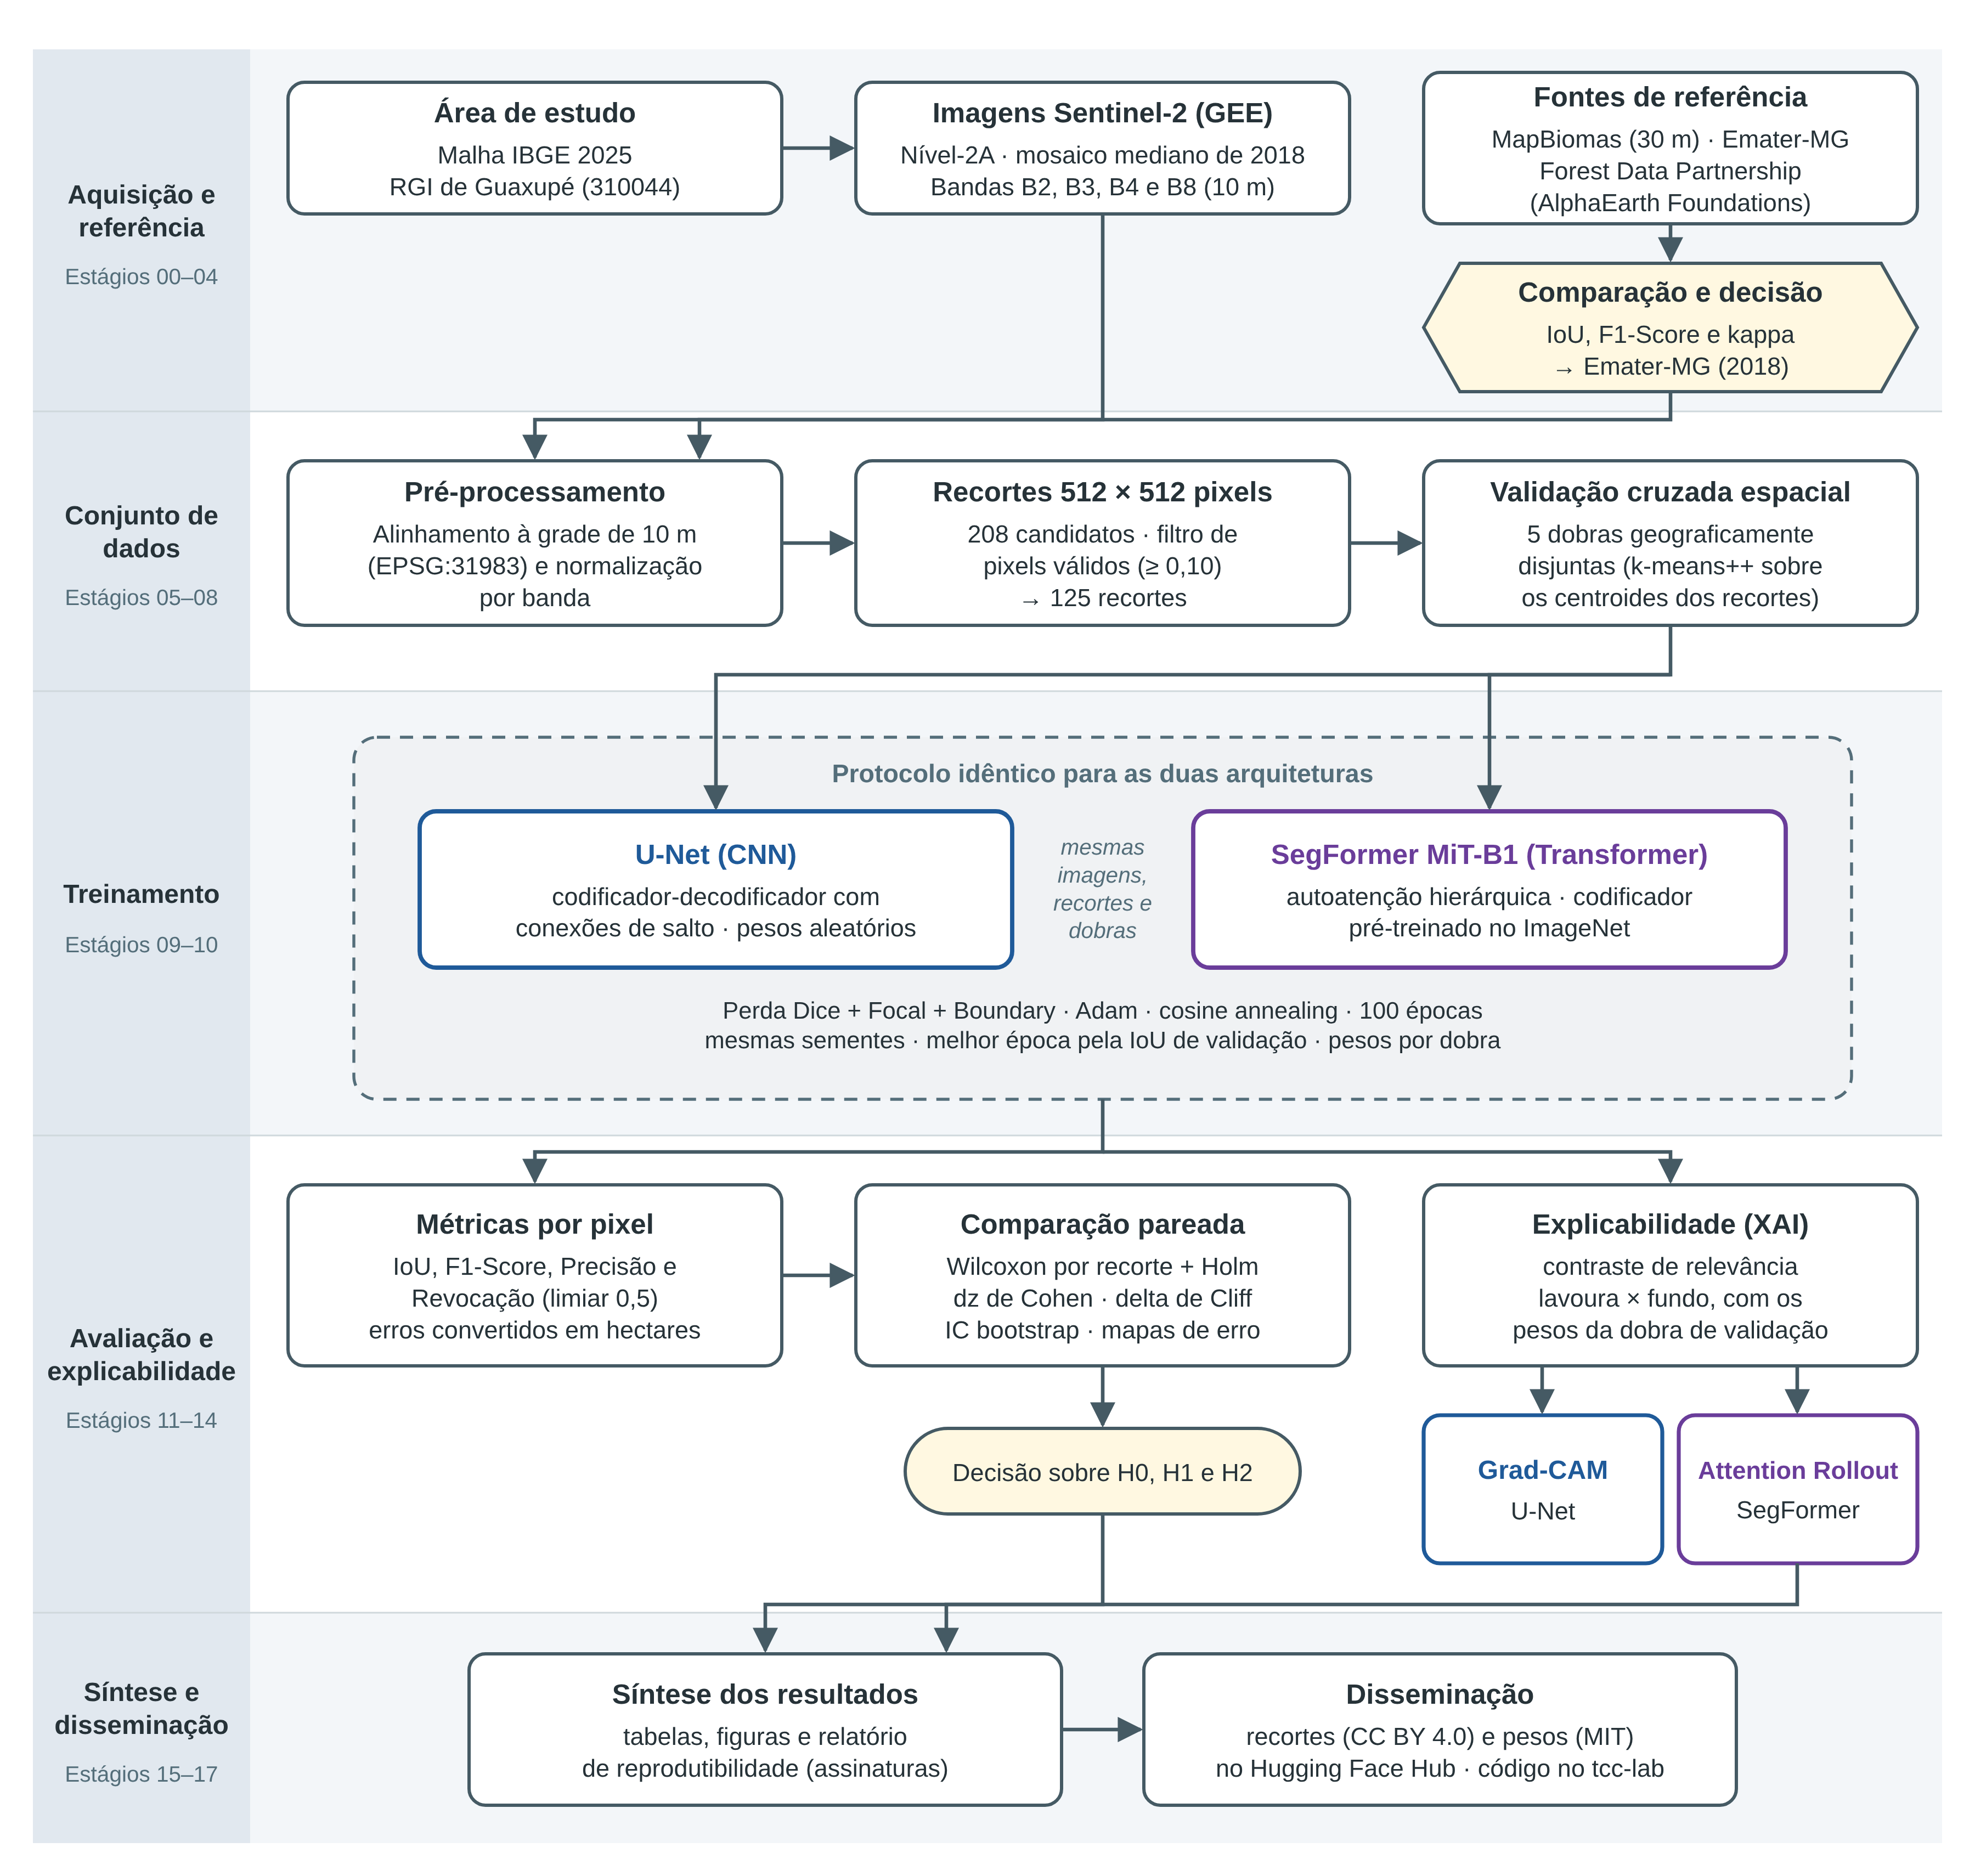 Aquisição e
referência
Estágios 00–04
Área de estudo
Malha IBGE 2025
RGI de Guaxupé (310044)
Imagens Sentinel-2 (GEE)
Nível-2A · mosaico mediano de 2018
Bandas B2, B3, B4 e B8 (10 m)
Fontes de referência
MapBiomas (30 m) · Emater-MG
Forest Data Partnership
(AlphaEarth Foundations)
Comparação e decisão
IoU, F1-Score e kappa
→ Emater-MG (2018)
Conjunto de
dados
Estágios 05–08
Pré-processamento
Alinhamento à grade de 10 m
(EPSG:31983) e normalização
por banda
Recortes 512 × 512 pixels
208 candidatos · filtro de
pixels válidos (≥ 0,10)
→ 125 recortes
Validação cruzada espacial
5 dobras geograficamente
disjuntas (k-means++ sobre
os centroides dos recortes)
Treinamento
Estágios 09–10
Protocolo idêntico para as duas arquiteturas
U-Net (CNN)
codificador-decodificador com
conexões de salto · pesos aleatórios
mesmas
imagens,
recortes e
dobras
SegFormer MiT-B1 (Transformer)
autoatenção hierárquica · codificador
pré-treinado no ImageNet
Perda Dice + Focal + Boundary · Adam · cosine annealing · 100 épocas
mesmas sementes · melhor época pela IoU de validação · pesos por dobra
Avaliação e
explicabilidade
Estágios 11–14
Métricas por pixel
IoU, F1-Score, Precisão e
Revocação (limiar 0,5)
erros convertidos em hectares
Comparação pareada
Wilcoxon por recorte + Holm
dz de Cohen · delta de Cliff
IC bootstrap · mapas de erro
Explicabilidade (XAI)
contraste de relevância
lavoura × fundo, com os
pesos da dobra de validação
Decisão sobre H0, H1 e H2
Grad-CAM
U-Net
Attention Rollout
SegFormer
Síntese e
disseminação
Estágios 15–17
Síntese dos resultados
tabelas, figuras e relatório
de reprodutibilidade (assinaturas)
Disseminação
recortes (CC BY 4.0) e pesos (MIT)
no Hugging Face Hub · código no tcc-lab